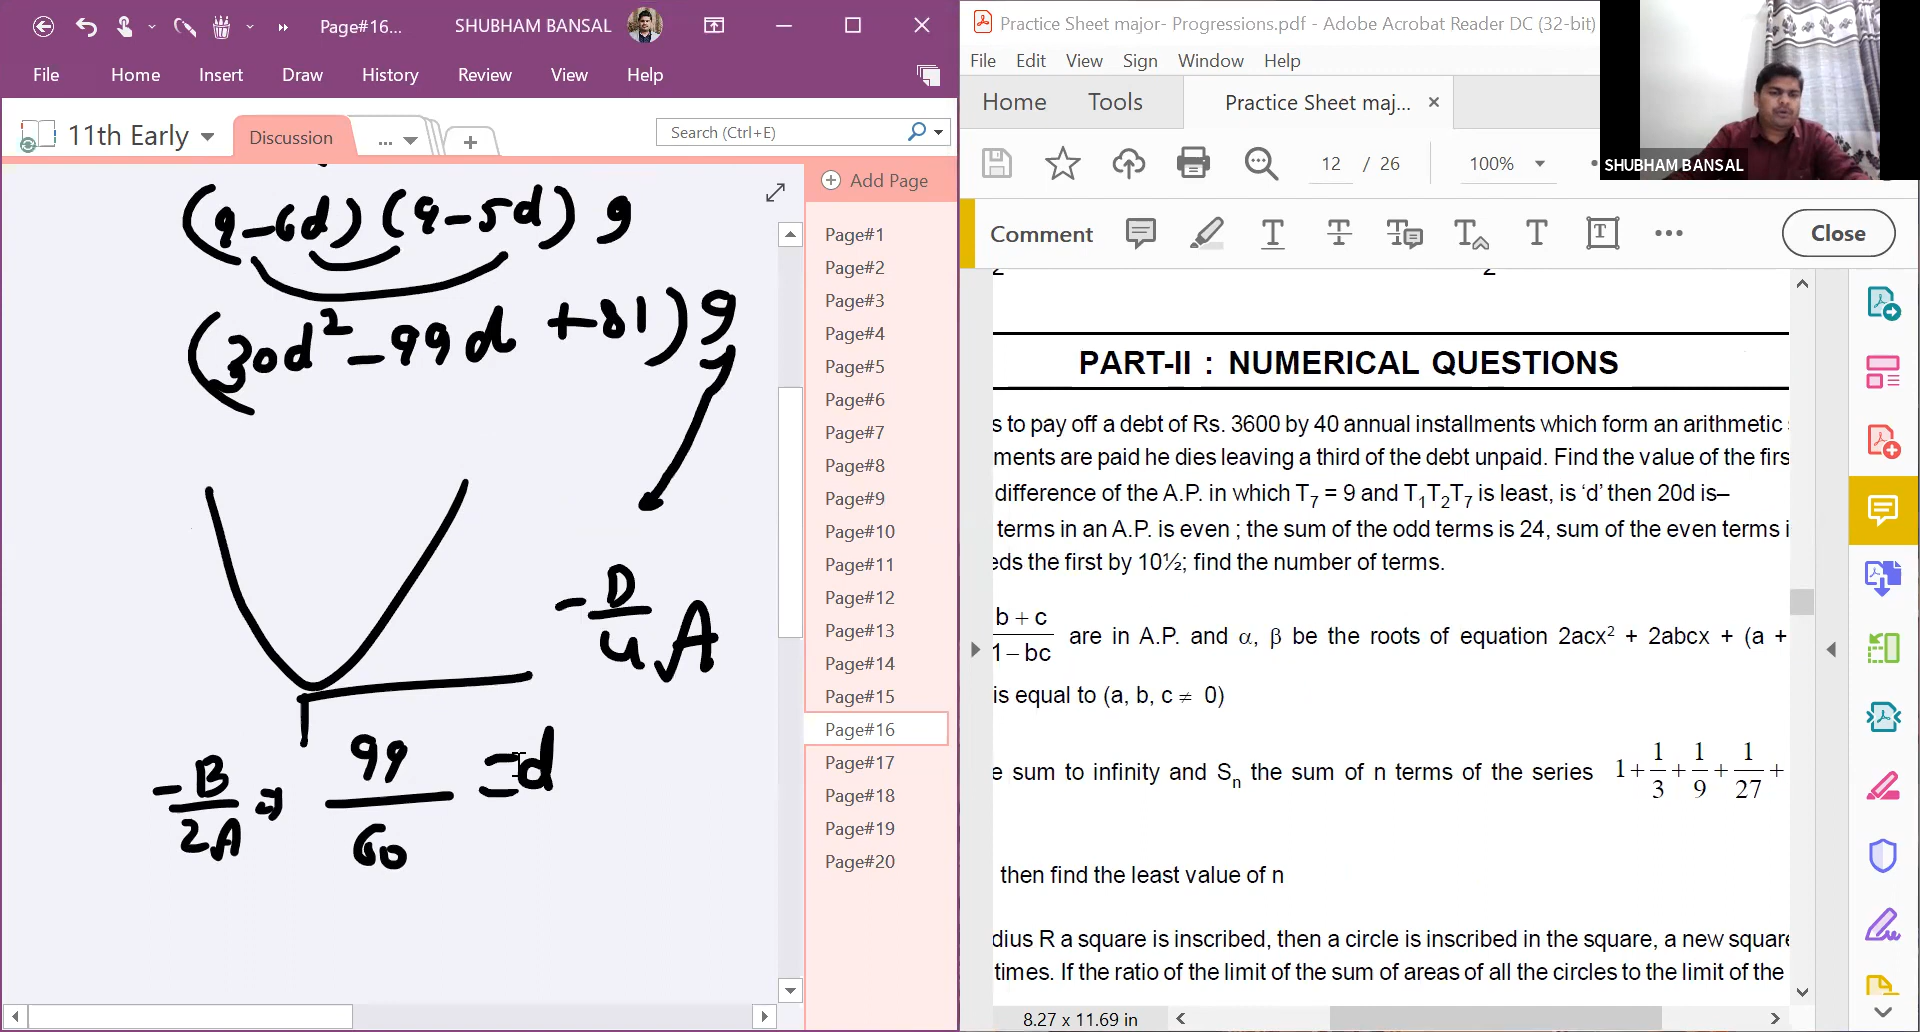 Page#16...
SHUBHAM BANSAL
File Home Insert Draw History Review View Help
11th Early
Discussion
...
+
Search (Ctrl+E)
(9-6d) (9-5d) 9
(30d² - 99d + 81) 9
-D/4A
-B/2A ⇒ 99/60 = d
Add Page
Page#1
Page#2
Page#3
Page#4
Page#5
Page#6
Page#7
Page#8
Page#9
Page#10
Page#11
Page#12
Page#13
Page#14
Page#15
Page#16
Page#17
Page#18
Page#19
Page#20
Practice Sheet major- Progressions.pdf - Adobe Acrobat Reader DC (32-bit)
File Edit View Sign Window Help
Home Tools Practice Sheet maj... ×
12 / 26 100%
SHUBHAM BANSAL
Comment
Close
PART-II : NUMERICAL QUESTIONS
s to pay off a debt of Rs. 3600 by 40 annual installments which form an arithmetic
ments are paid he dies leaving a third of the debt unpaid. Find the value of the firs
difference of the A.P. in which T₇ = 9 and T₁T₂T₇ is least, is 'd' then 20d is–
terms in an A.P. is even ; the sum of the odd terms is 24, sum of the even terms i
eds the first by 10½; find the number of terms.
b + c / 1 – bc are in A.P. and α, β be the roots of equation 2acx² + 2abcx + (a +
is equal to (a, b, c ≠ 0)
e sum to infinity and Sₙ the sum of n terms of the series 1 + 1/3 + 1/9 + 1/27 +
then find the least value of n
dius R a square is inscribed, then a circle is inscribed in the square, a new square
times. If the ratio of the limit of the sum of areas of all the circles to the limit of the
8.27 x 11.69 in